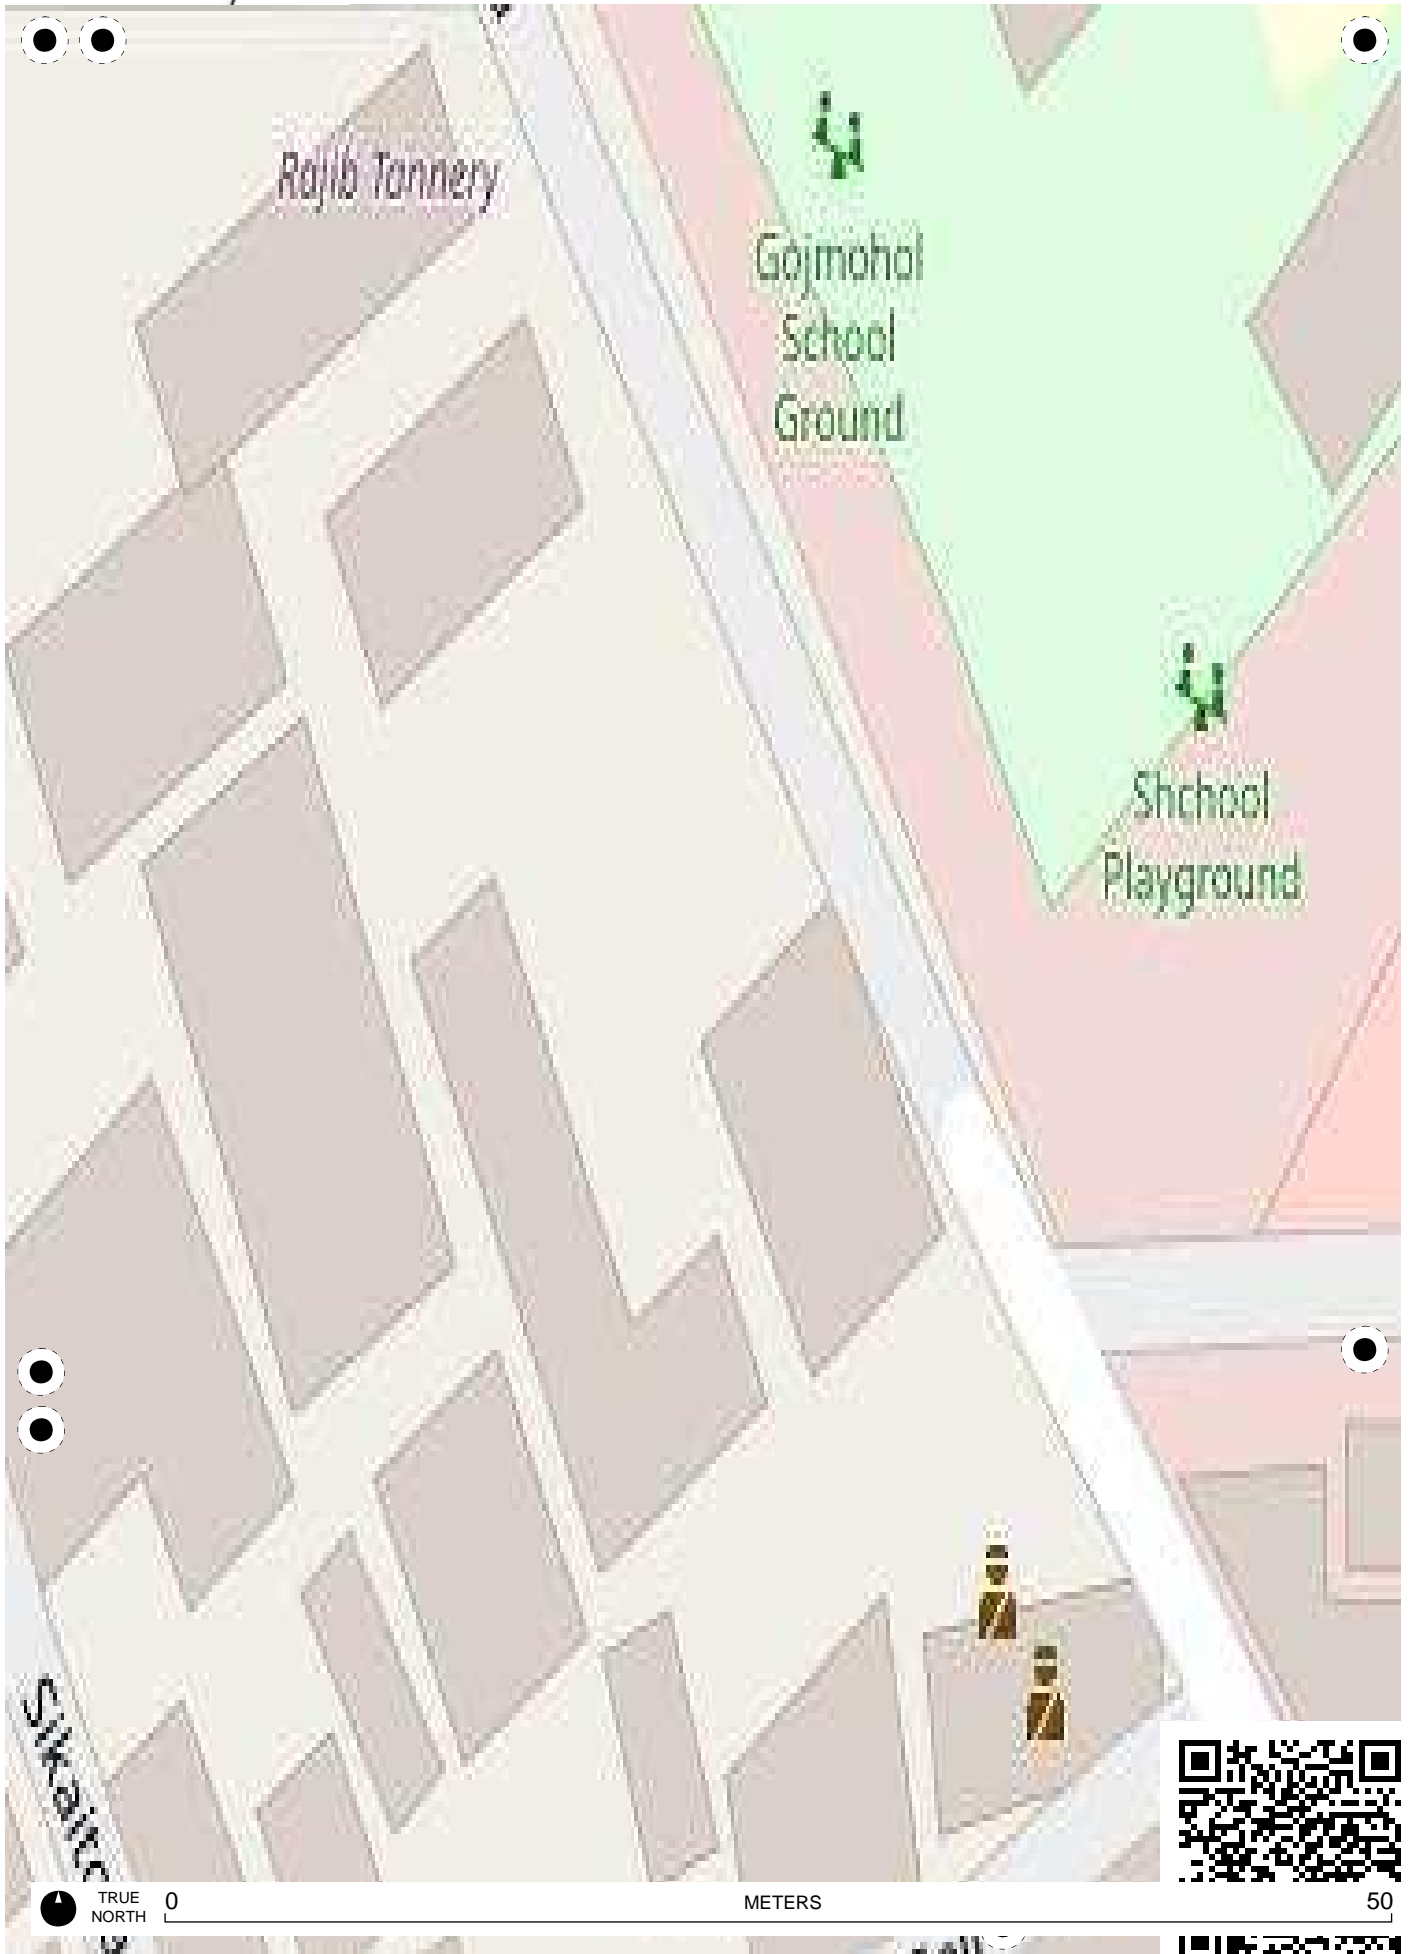 Rajib Tannery
Gojmohol
School
Ground
Shchool
Playground
TRUE
NORTH
0
METERS
50